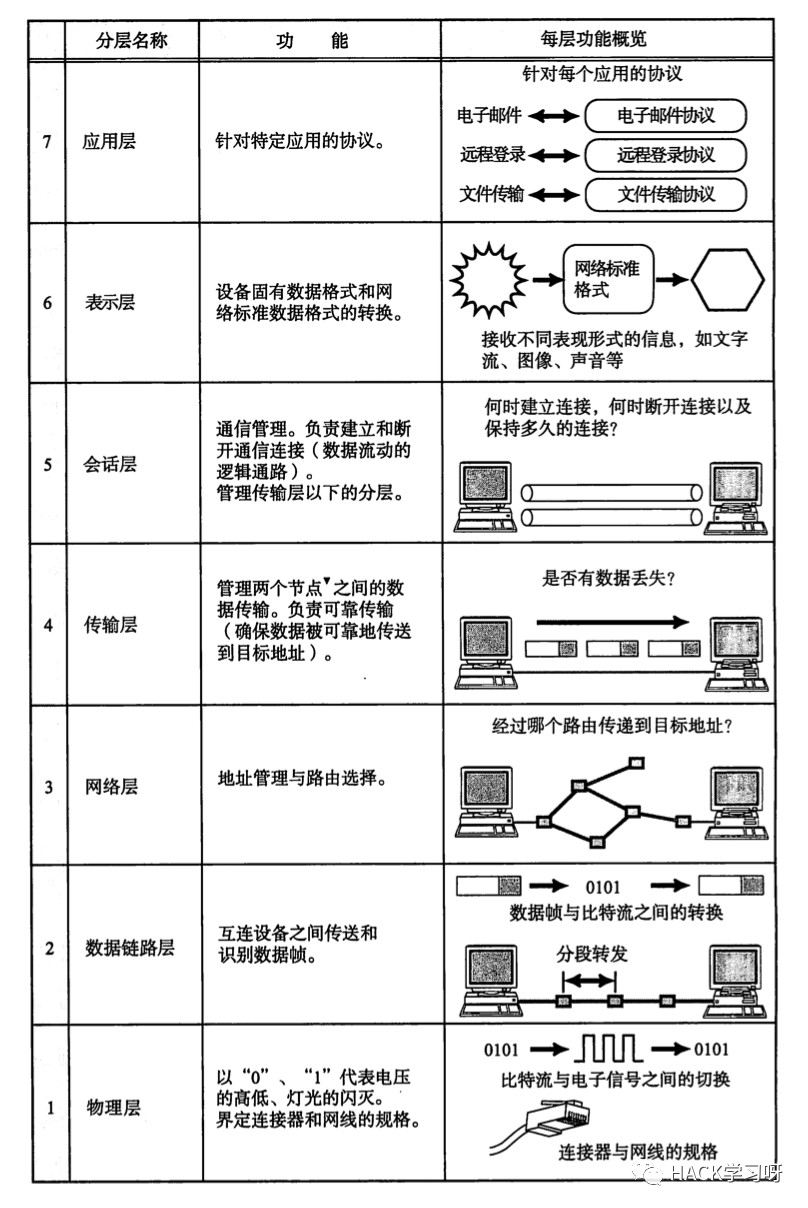 分层名称
功 能
每层功能概览
7
应用层
针对特定应用的协议。
针对每个应用的协议
电子邮件
电子邮件协议
远程登录
远程登录协议
文件传输
文件传输协议
6
表示层
设备固有数据格式和网
络标准数据格式的转换。
网络标准
格式
接收不同表现形式的信息，如文字
流、图像、声音等
5
会话层
通信管理。负责建立和断
开通信连接（数据流动的
逻辑通路）。
管理传输层以下的分层。
何时建立连接，何时断开连接以及
保持多久的连接？
4
传输层
管理两个节点▼之间的数
据传输。负责可靠传输
（确保数据被可靠地传送
到目标地址）。
是否有数据丢失？
3
网络层
地址管理与路由选择。
经过哪个路由传递到目标地址？
2
数据链路层
互连设备之间传送和
识别数据帧。
0101
数据帧与比特流之间的转换
分段转发
1
物理层
以“0”、“1”代表电压
的高低、灯光的闪灭。
界定连接器和网线的规格。
0101
0101
比特流与电子信号之间的切换
连接器与网线的规格
HACK学习呀